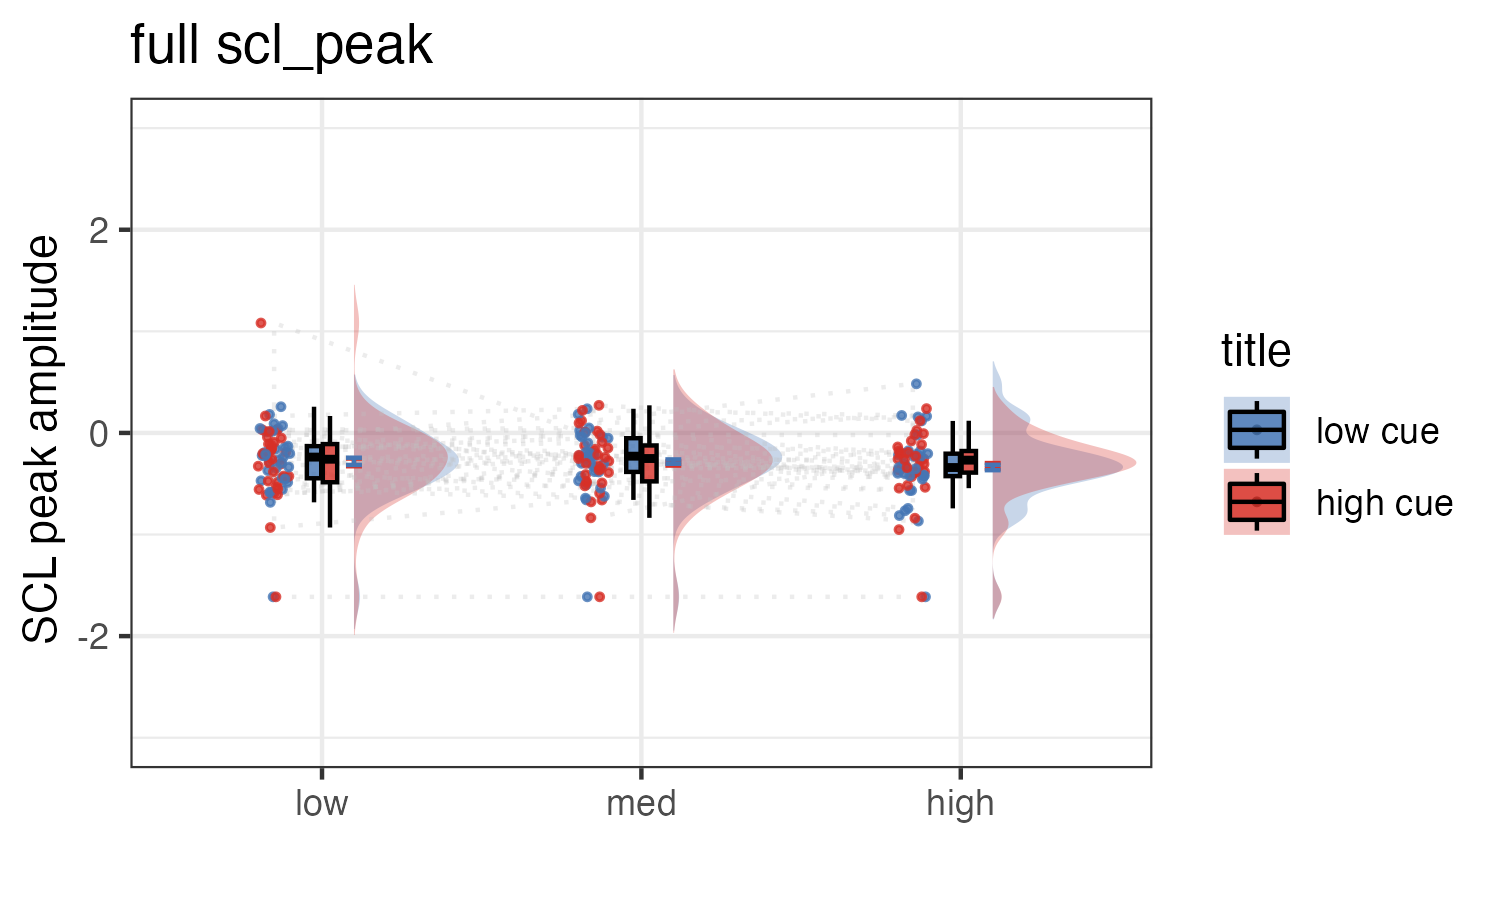 full scl_peak
SCL peak amplitude
2
0
-2
low
med
high
title
low cue
high cue